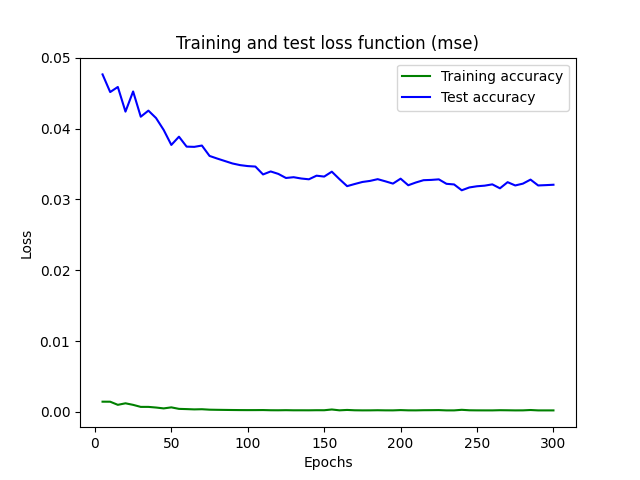 Training and test loss function (mse)
Training accuracy
Test accuracy
0.05
0.04
0.03
0.02
0.01
0.00
Loss
0
50
100
150
200
250
300
Epochs